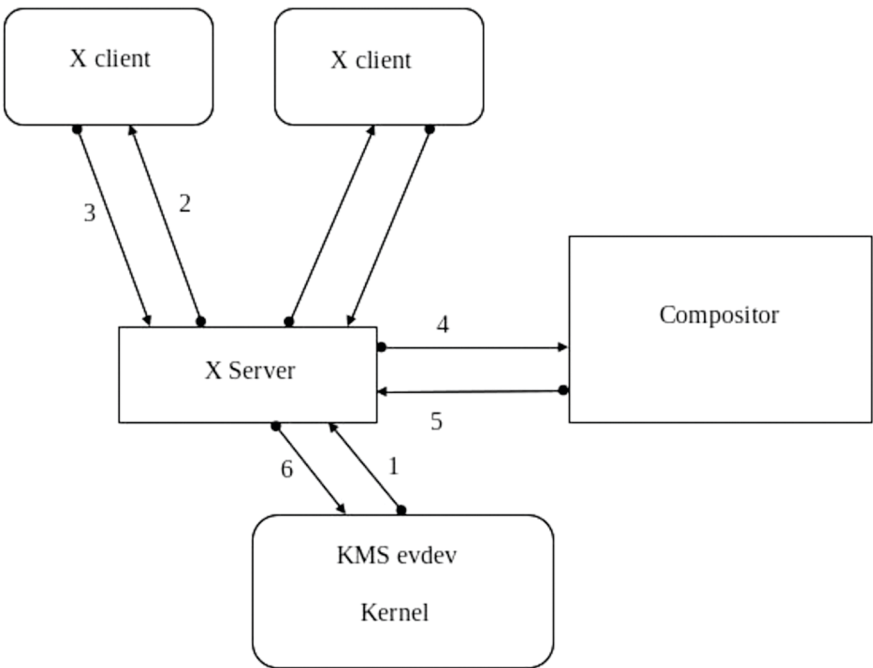 X client
X client
3
2
4
Compositor
X Server
5
6
1
KMS evdev
Kernel